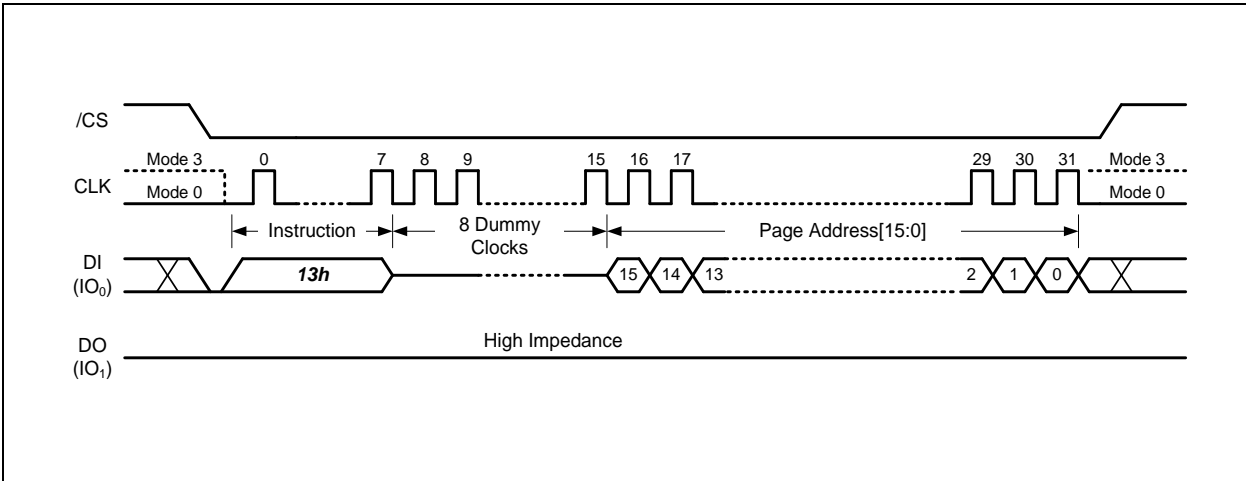 /CS
Mode 3 0 7 8 9 15 16 17 29 30 31 Mode 3
CLK
Mode 0 Mode 0
Instruction 8 Dummy Clocks Page Address[15:0]
DI
(IO₀)
13h 15 14 13 2 1 0
DO
(IO₁)
High Impedance